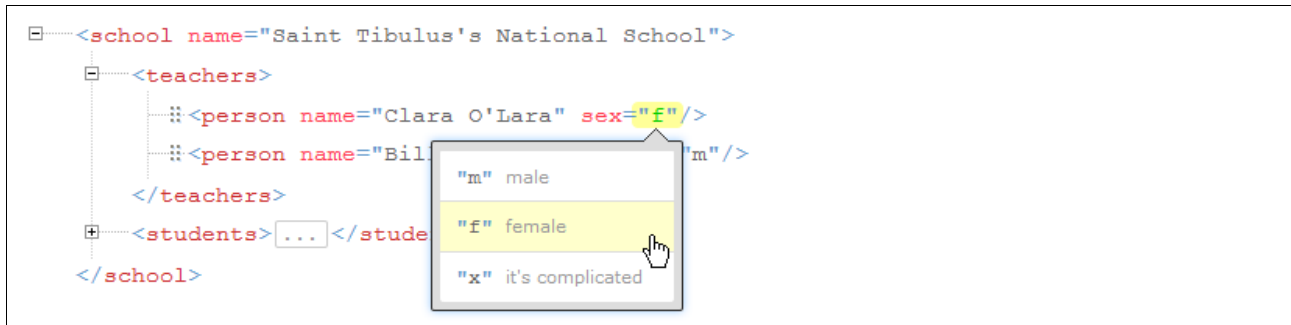 <school name="Saint Tibulus's National School">
<teachers>
<person name="Clara O'Lara" sex="f"/>
<person name="Bil "m"/>
"m" male
</teachers>
"f" female
<students>...</stude
"x" it's complicated
</school>